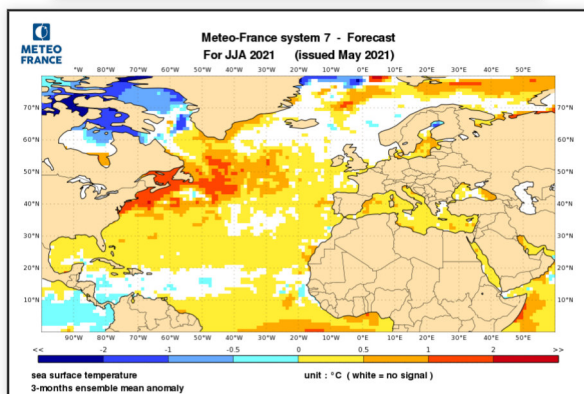 Meteo-France system 7 - Forecast
For JJA 2021 (issued May 2021)
METEO
FRANCE
°W -80°W -70°W -60°W -50°W -40°W -30°W -20°W -10°W 0°E 10°E 20°E 30°E 40°E 50°E
70°N 70°N
60°N 60°N
50°N 50°N
40°N 40°N
30°N 30°N
20°N 20°N
10°N 10°N
-90°W -80°W -70°W -60°W -50°W -40°W -30°W -20°W -10°W 0°E 10°E 20°E 30°E 40°E 50°E
<< -2 -1 -0.5 0 0.5 1 2 >>
sea surface temperature unit : °C ( white = no signal )
3-months ensemble mean anomaly